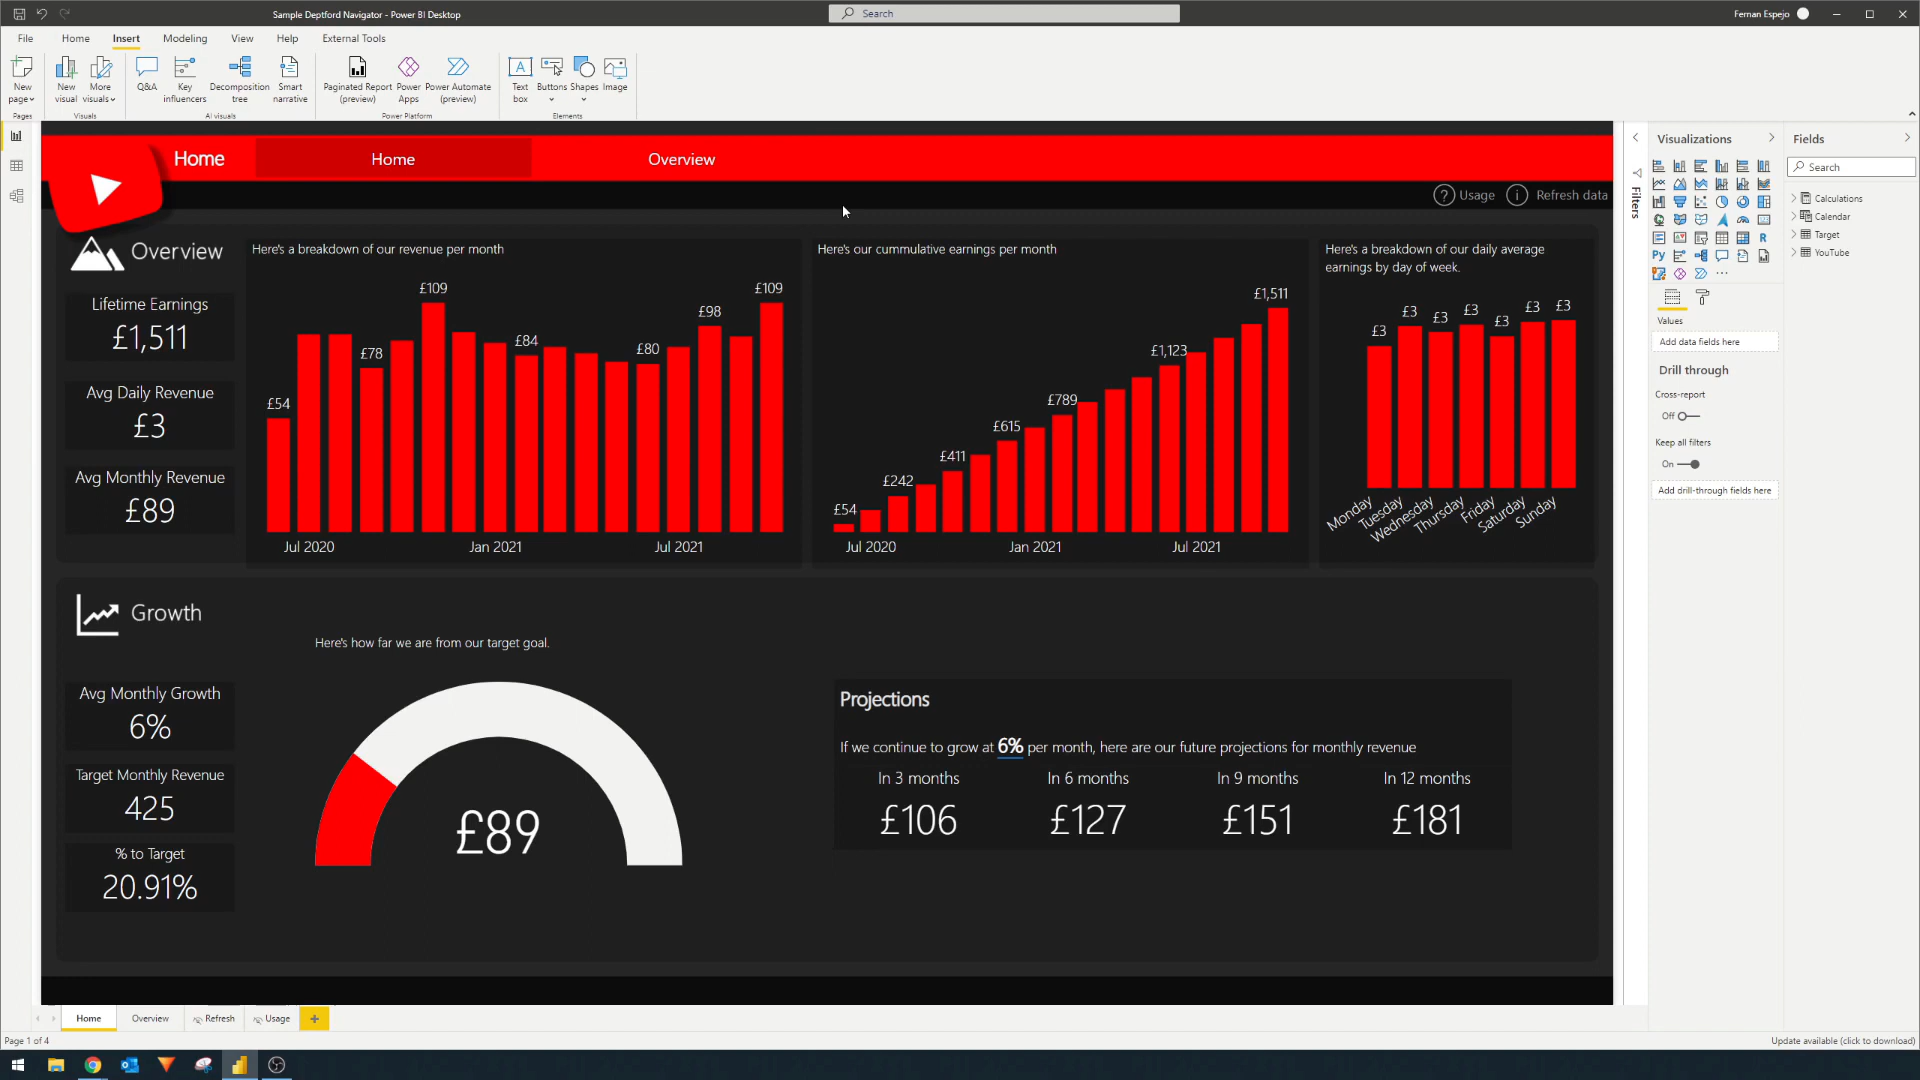 Sample Deptford Navigator - Power BI Desktop
Search
Fernan Espejo
File
Home
Insert
Modeling
View
Help
External Tools
New page
New visual
More visuals
Q&A
Key influencers
Decomposition tree
Smart narrative
Paginated Report (preview)
Power Apps
Power Automate (preview)
Text box
Buttons
Shapes
Image
Pages
Visuals
AI visuals
Power Platform
Elements
Home
Home
Overview
? Usage
i Refresh data
Overview
Lifetime Earnings
£1,511
Avg Daily Revenue
£3
Avg Monthly Revenue
£89
Here's a breakdown of our revenue per month
£54
£78
£109
£84
£80
£98
£109
Jul 2020
Jan 2021
Jul 2021
Here's our cummulative earnings per month
£54
£242
£411
£615
£789
£1,123
£1,511
Jul 2020
Jan 2021
Jul 2021
Here's a breakdown of our daily average
earnings by day of week.
£3
£3
£3
£3
£3
£3
£3
Monday
Tuesday
Wednesday
Thursday
Friday
Saturday
Sunday
Growth
Avg Monthly Growth
6%
Target Monthly Revenue
425
% to Target
20.91%
Here's how far we are from our target goal.
£89
Projections
If we continue to grow at 6% per month, here are our future projections for monthly revenue
In 3 months
£106
In 6 months
£127
In 9 months
£151
In 12 months
£181
Filters
Visualizations
R
Py
Values
Add data fields here
Drill through
Cross-report
Off
Keep all filters
On
Add drill-through fields here
Fields
Search
Calculations
Calendar
Target
YouTube
Home
Overview
Refresh
Usage
+
Page 1 of 4
Update available (click to download)